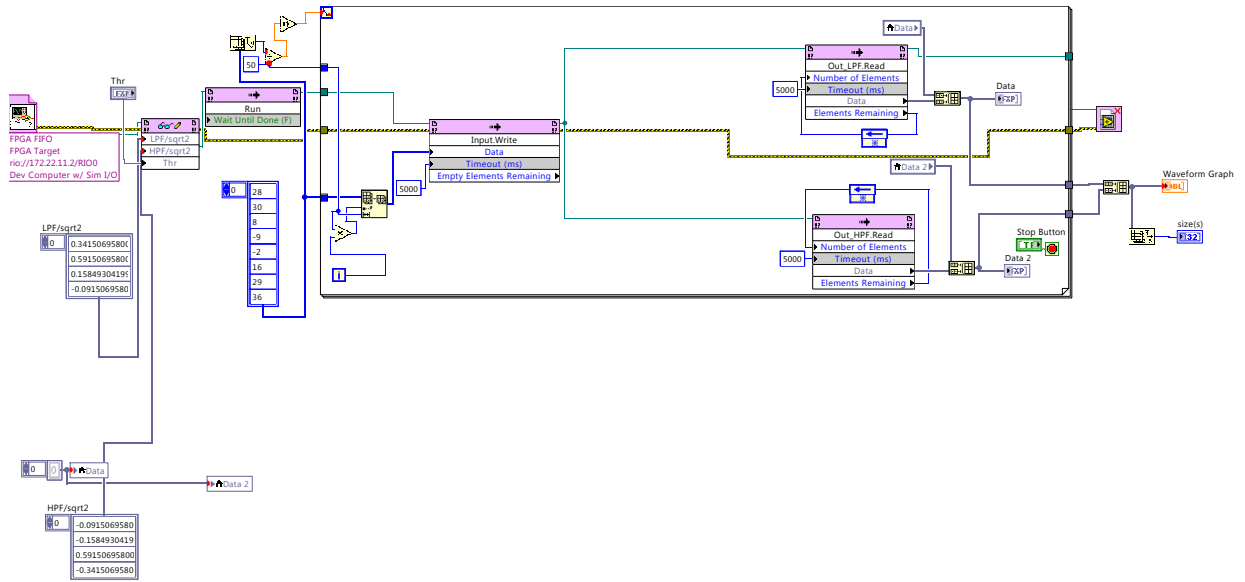 Data
50
Out_LPF.Read
Number of Elements
5000
Timeout (ms)
Data
Elements Remaining
Data
FXP]
Thr
FXP
Run
Wait Until Done (F)
FPGA FIFO
FPGA Target
rio://172.22.11.2/RIO0
Dev Computer w/ Sim I/O
LPF/sqrt2
HPF/sqrt2
Thr
Input.Write
Data
Timeout (ms)
5000
Empty Elements Remaining
Data 2
Waveform Graph
DBL]
0
28
30
8
-9
-2
16
29
36
i
Out_HPF.Read
Number of Elements
5000
Timeout (ms)
Data
Elements Remaining
Stop Button
TF
size(s)
I32]
Data 2
FXP]
LPF/sqrt2
0
0.3415069580(
0.5915069580(
0.158493041!
-0.091506958(
0
0
Data
Data 2
HPF/sqrt2
0
-0.0915069580
-0.1584930419
0.59150695800
-0.3415069580